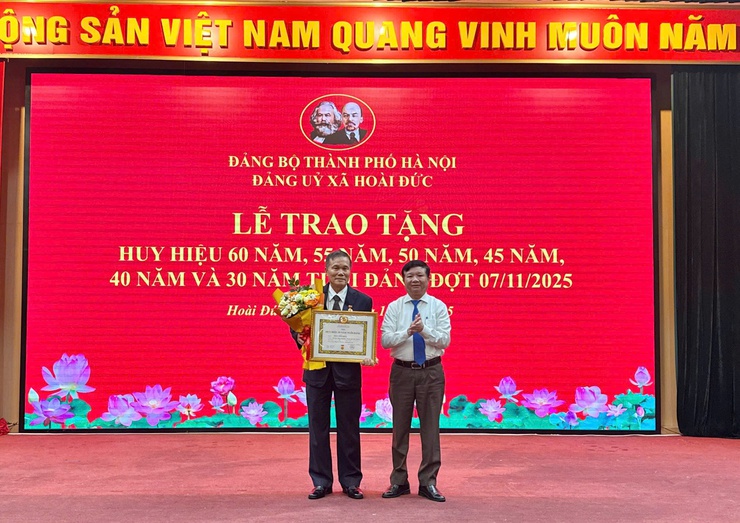 ỘNG SẢN VIỆT NAM QUANG VINH MUÔN NĂM
ĐẢNG BỘ THÀNH PHỐ HÀ NỘI
ĐẢNG UỶ XÃ HOÀI ĐỨC
LỄ TRAO TẶNG
HUY HIỆU 60 NĂM, 55 NĂM, 50 NĂM, 45 NĂM,
40 NĂM VÀ 30 NĂM ĐỢT 07/11/2025
Hoài